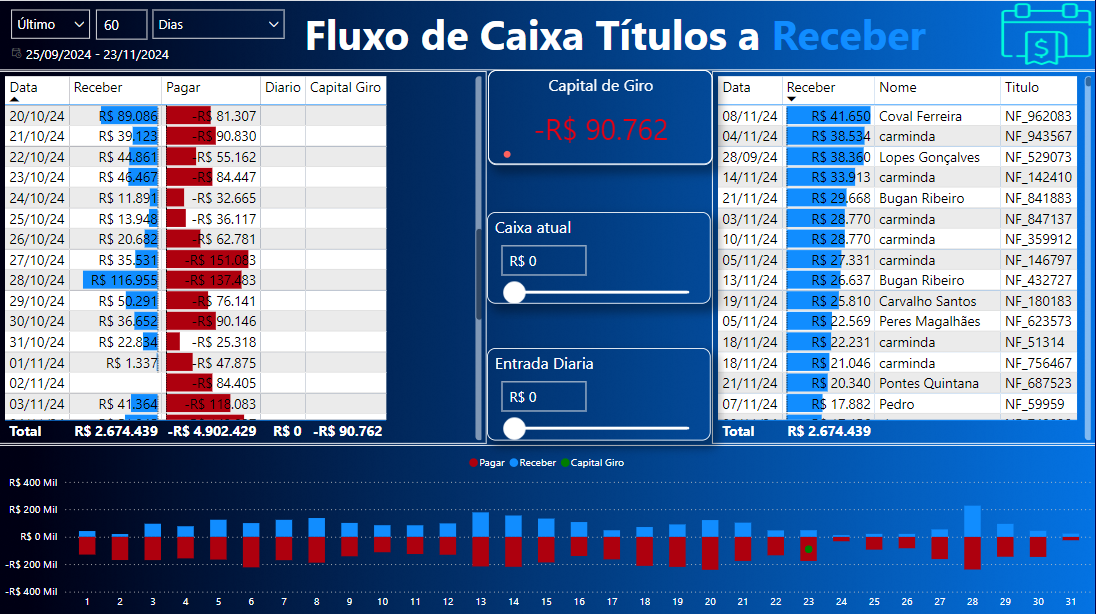 Último 60 Dias
25/09/2024 - 23/11/2024
Fluxo de Caixa Títulos a Receber
Data Receber Pagar Diario Capital Giro
20/10/24 R$ 89.086 -R$ 81.307
21/10/24 R$ 39.123 -R$ 90.830
22/10/24 R$ 44.861 -R$ 55.162
23/10/24 R$ 46.467 -R$ 84.447
24/10/24 R$ 11.891 -R$ 32.665
25/10/24 R$ 13.948 -R$ 36.117
26/10/24 R$ 20.682 -R$ 62.781
27/10/24 R$ 35.531 -R$ 151.083
28/10/24 R$ 116.955 -R$ 137.483
29/10/24 R$ 50.291 -R$ 76.141
30/10/24 R$ 36.652 -R$ 90.146
31/10/24 R$ 22.834 -R$ 25.318
01/11/24 R$ 1.337 -R$ 47.875
02/11/24 -R$ 84.405
03/11/24 R$ 41.364 -R$ 118.083
Total R$ 2.674.439 -R$ 4.902.429 R$ 0 -R$ 90.762
Capital de Giro
-R$ 90.762
Caixa atual
R$ 0
Entrada Diaria
R$ 0
Data Receber Nome Titulo
08/11/24 R$ 41.650 Coval Ferreira NF_962083
04/11/24 R$ 38.534 carminda NF_943567
28/09/24 R$ 38.360 Lopes Gonçalves NF_529073
14/11/24 R$ 33.913 carminda NF_142410
21/11/24 R$ 29.668 Bugan Ribeiro NF_841883
03/11/24 R$ 28.770 carminda NF_847137
10/11/24 R$ 28.770 carminda NF_359912
05/11/24 R$ 27.331 carminda NF_146797
13/11/24 R$ 26.637 Bugan Ribeiro NF_432727
19/11/24 R$ 25.810 Carvalho Santos NF_180183
05/11/24 R$ 22.569 Peres Magalhães NF_623573
18/11/24 R$ 22.231 carminda NF_51314
18/11/24 R$ 21.046 carminda NF_756467
21/11/24 R$ 20.340 Pontes Quintana NF_687523
07/11/24 R$ 17.882 Pedro NF_59959
Total R$ 2.674.439
Pagar Receber Capital Giro
R$ 400 Mil
R$ 200 Mil
R$ 0 Mil
-R$ 200 Mil
-R$ 400 Mil
1 2 3 4 5 6 7 8 9 10 11 12 13 14 15 16 17 18 19 20 21 22 23 24 25 26 27 28 29 30 31